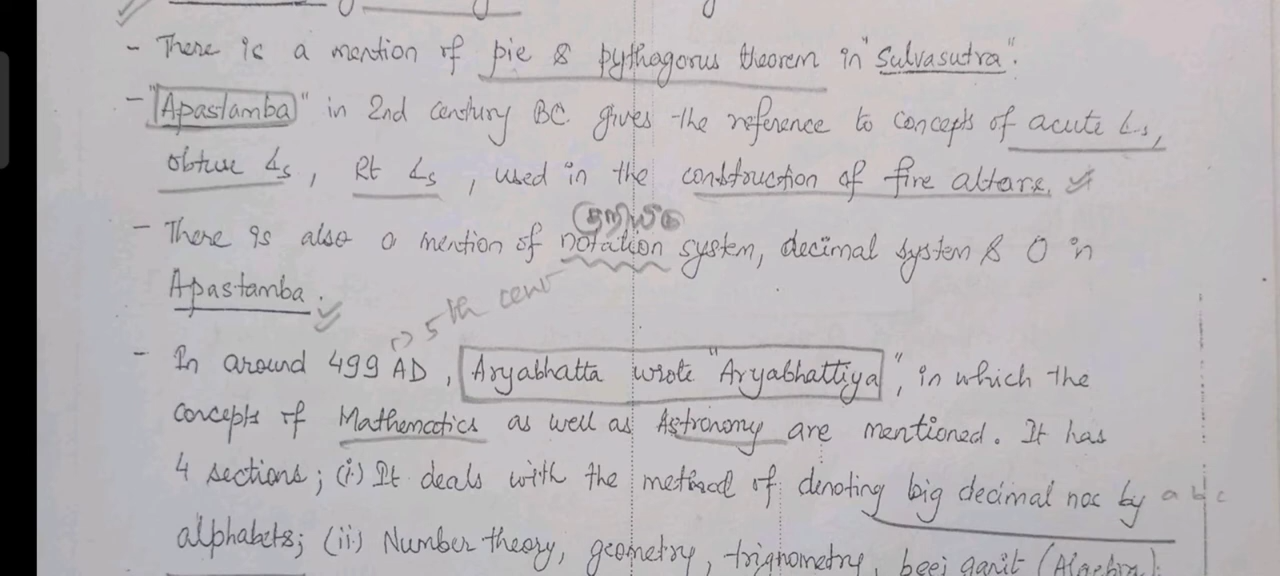 - There is a mention of pie & pythagorus theorem in "Sulvasutra".
- "Apastamba" in 2nd century BC gives the reference to concepts of acute ∠s,
obtuse ∠s, Rt ∠s, used in the construction of fire altars.
குறியீடு
- There is also a mention of notation system, decimal system & 0 in
Apastamba.
→ 5th cent
- In around 499 AD, Aryabhatta wrote "Aryabhattiya", in which the
concepts of Mathematics as well as Astronomy are mentioned. It has
4 sections; (i) It deals with the method of denoting big decimal nos by a b c
alphabets; (ii) Number theory, geometry, trignometry, beej ganit (Algebra);